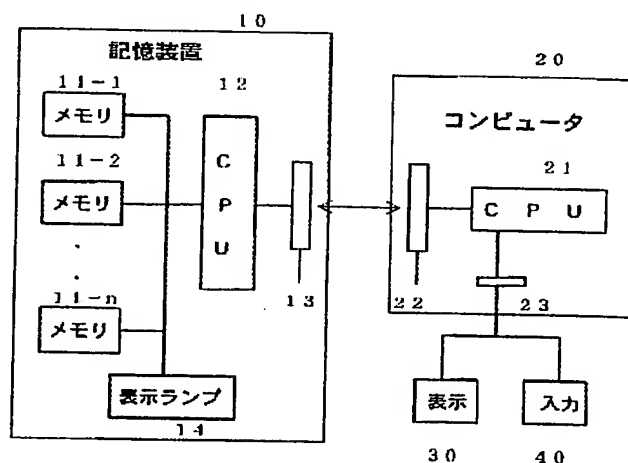 10
記憶装置
11-1
メモリ
11-2
メモリ
11-n
メモリ
12
CPU
13
表示ランプ
14
20
コンピュータ
21
CPU
22
23
表示
30
入力
40